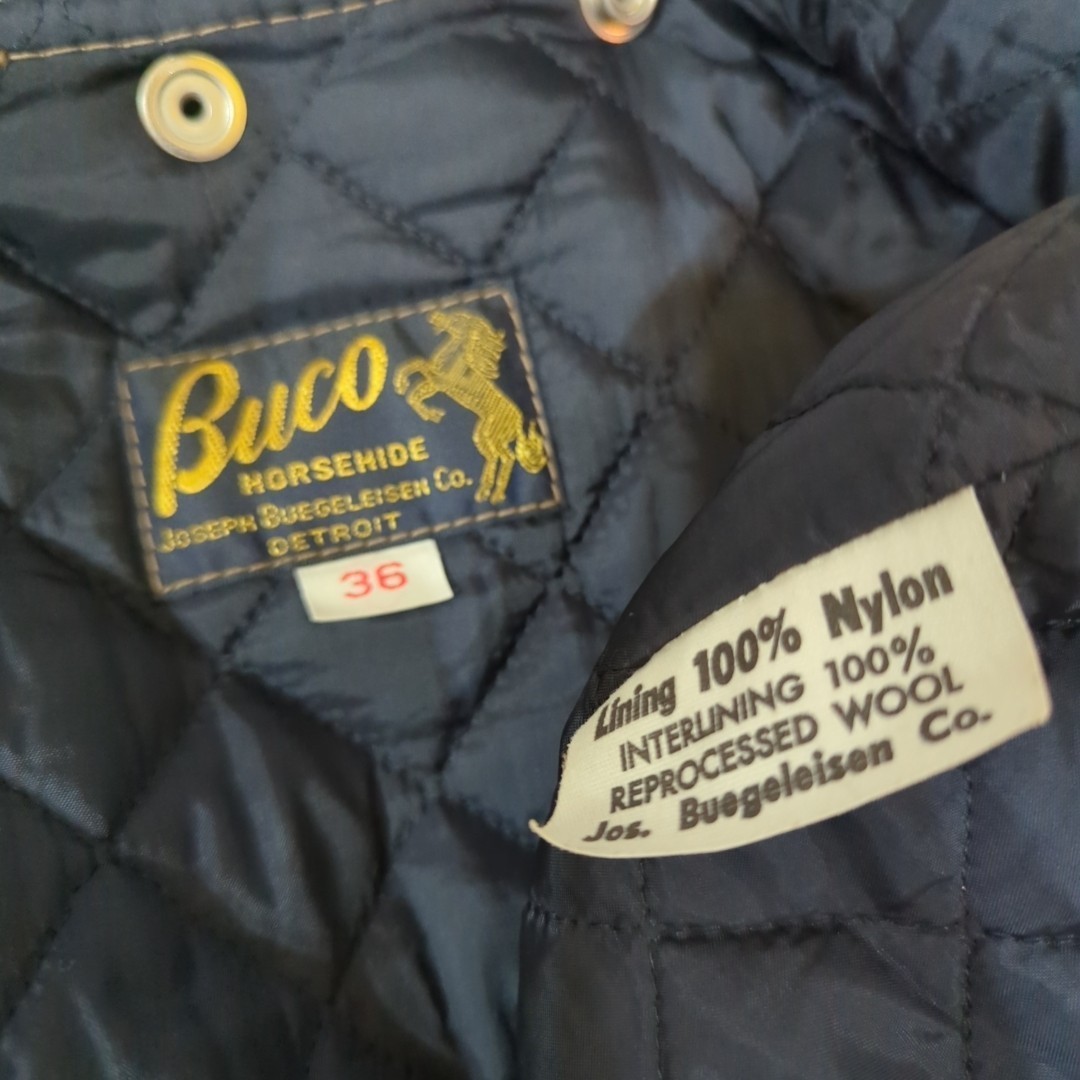 Buco
HORSEHIDE
JOSEPH BUEGELEISEN Co.
DETROIT
36
Lining 100% Nylon
INTERLINING 100%
REPROCESSED WOOL
Jos. Buegeleisen Co.